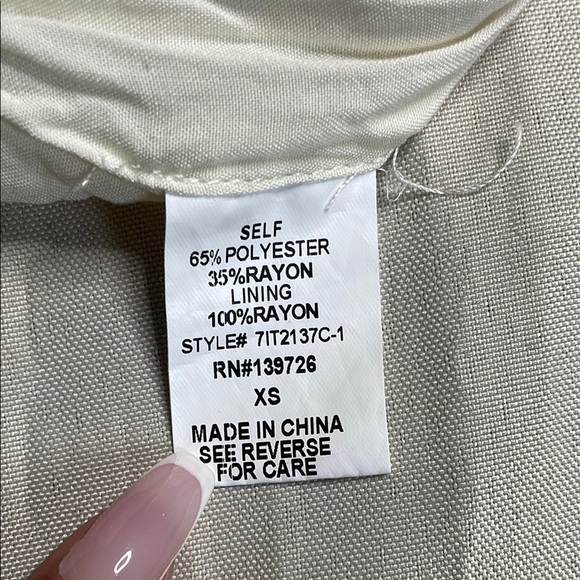 SELF
65% POLYESTER
35%RAYON
LINING
100%RAYON
STYLE# 7IT2137C-1
RN#139726
XS
MADE IN CHINA
SEE REVERSE
FOR CARE